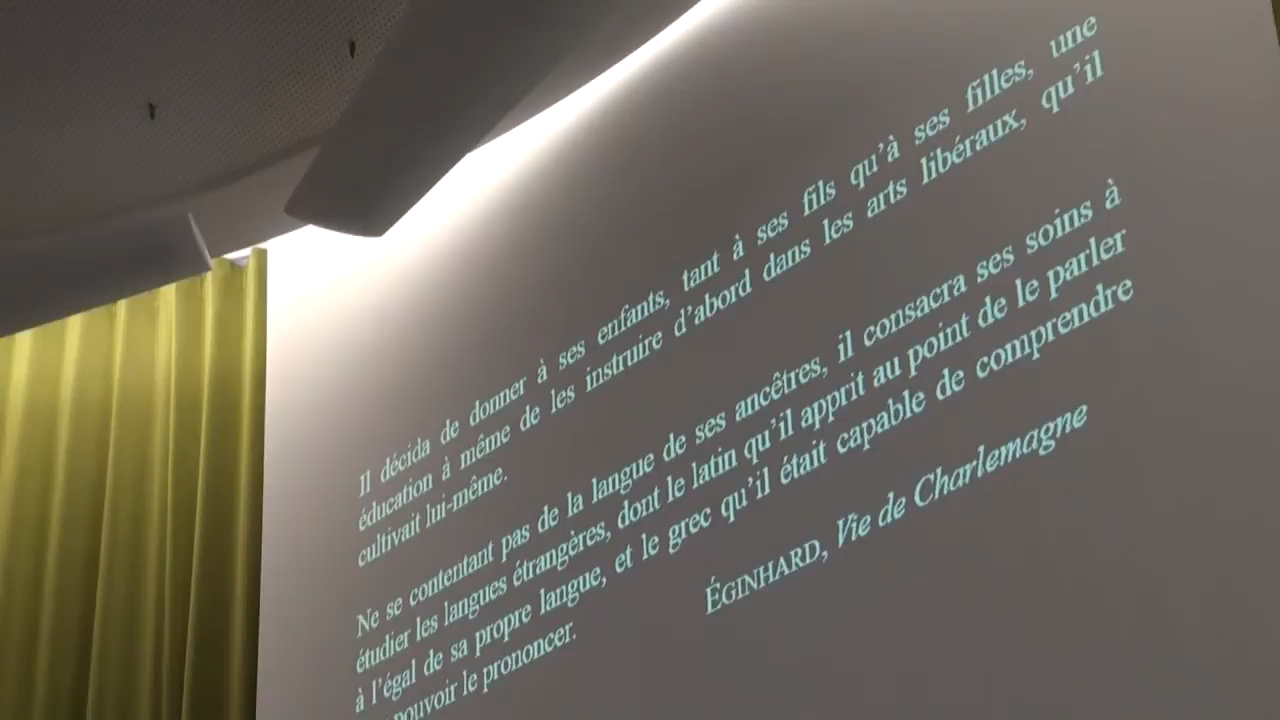 Il décida de donner à ses enfants, tant à ses fils qu'à ses filles, une
éducation à même de les instruire d'abord dans les arts libéraux, qu'il
cultivait lui-même.
Ne se contentant pas de la langue de ses ancêtres, il consacra ses soins à
étudier les langues étrangères, dont le latin qu'il apprit au point de le parler
à l'égal de sa propre langue, et le grec qu'il était capable de comprendre
pouvoir le prononcer.
ÉGINHARD, Vie de Charlemagne